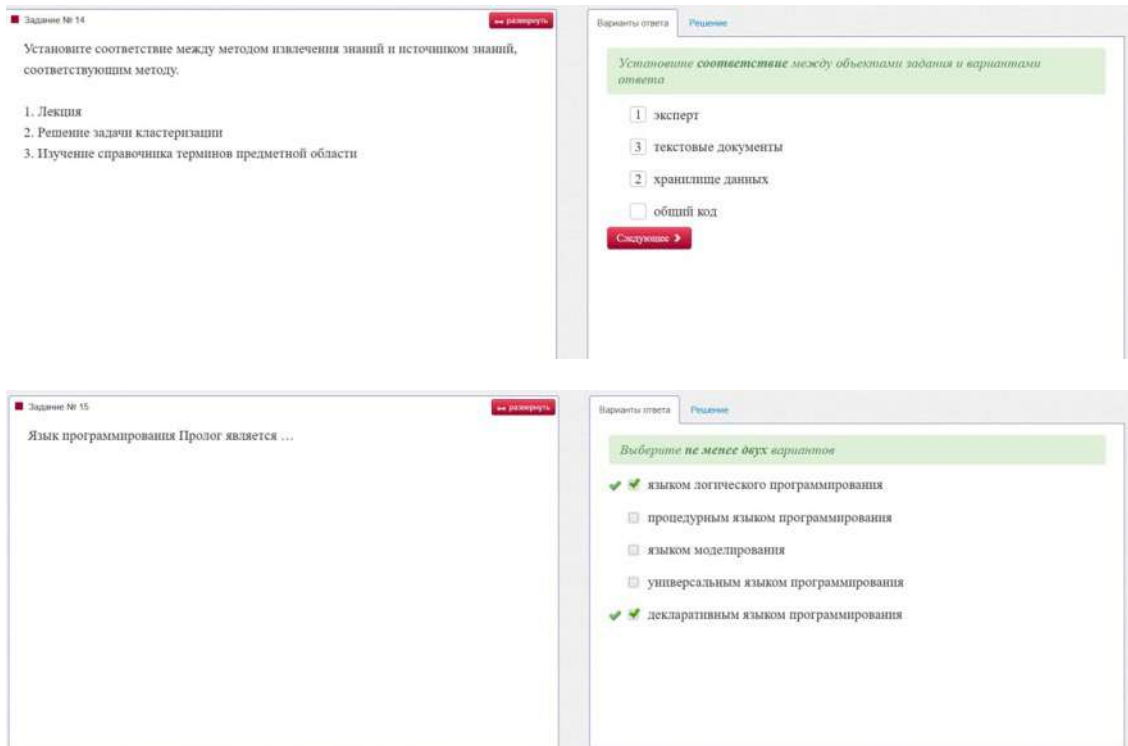 Задание № 14
развернуть
Установите соответствие между методом извлечения знаний и источником знаний,
соответствующим методу.
1. Лекция
2. Решение задачи кластеризации
3. Изучение справочника терминов предметной области
Варианты ответа Решение
Установите соответствие между объектами задания и вариантами
ответа
1 эксперт
3 текстовые документы
2 хранилище данных
общий код
Следующее
Задание № 15
развернуть
Язык программирования Пролог является …
Варианты ответа Решение
Выберите не менее двух вариантов
языком логического программирования
процедурным языком программирования
языком моделирования
универсальным языком программирования
декларативным языком программирования